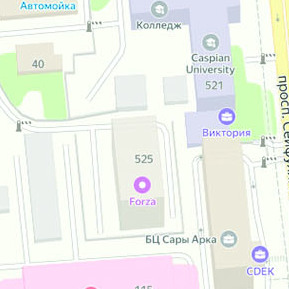 Автомойка
Колледж
40
Caspian
University
521
Виктория
525
Forza
БЦ Сары Арка
CDEK